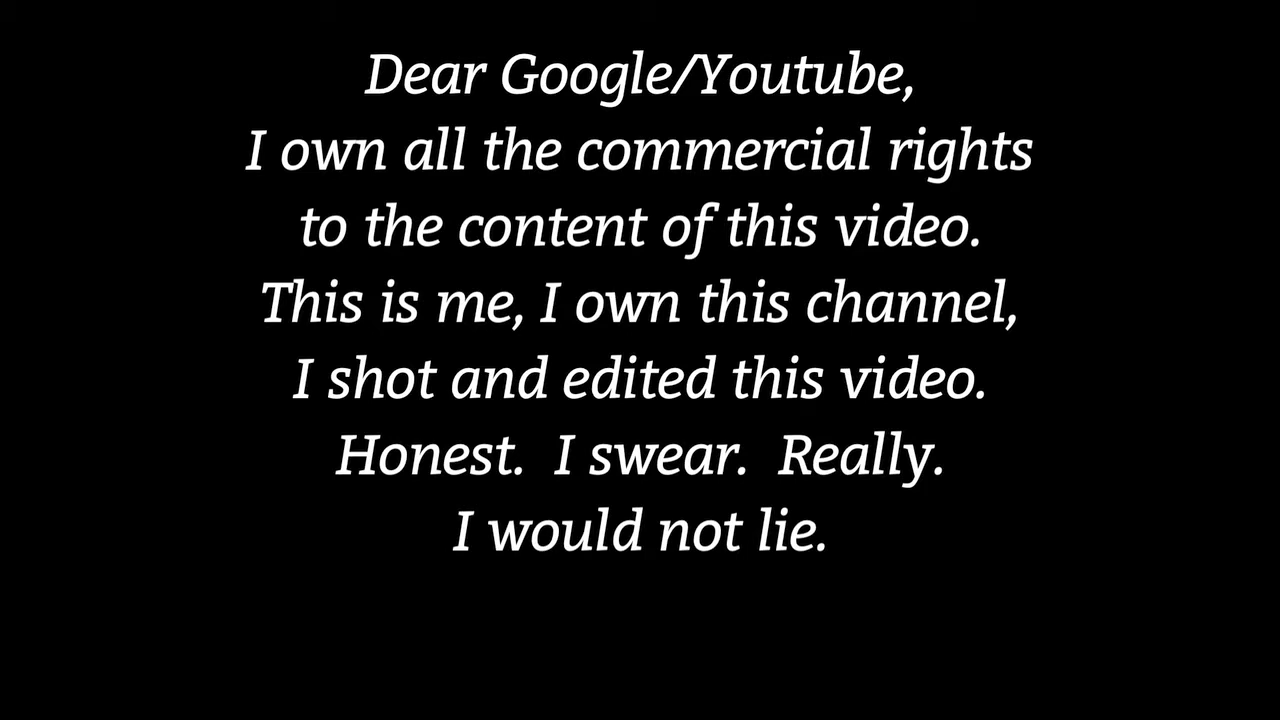 Dear Google/Youtube,
I own all the commercial rights
to the content of this video.
This is me, I own this channel,
I shot and edited this video.
Honest.  I swear.  Really.
I would not lie.